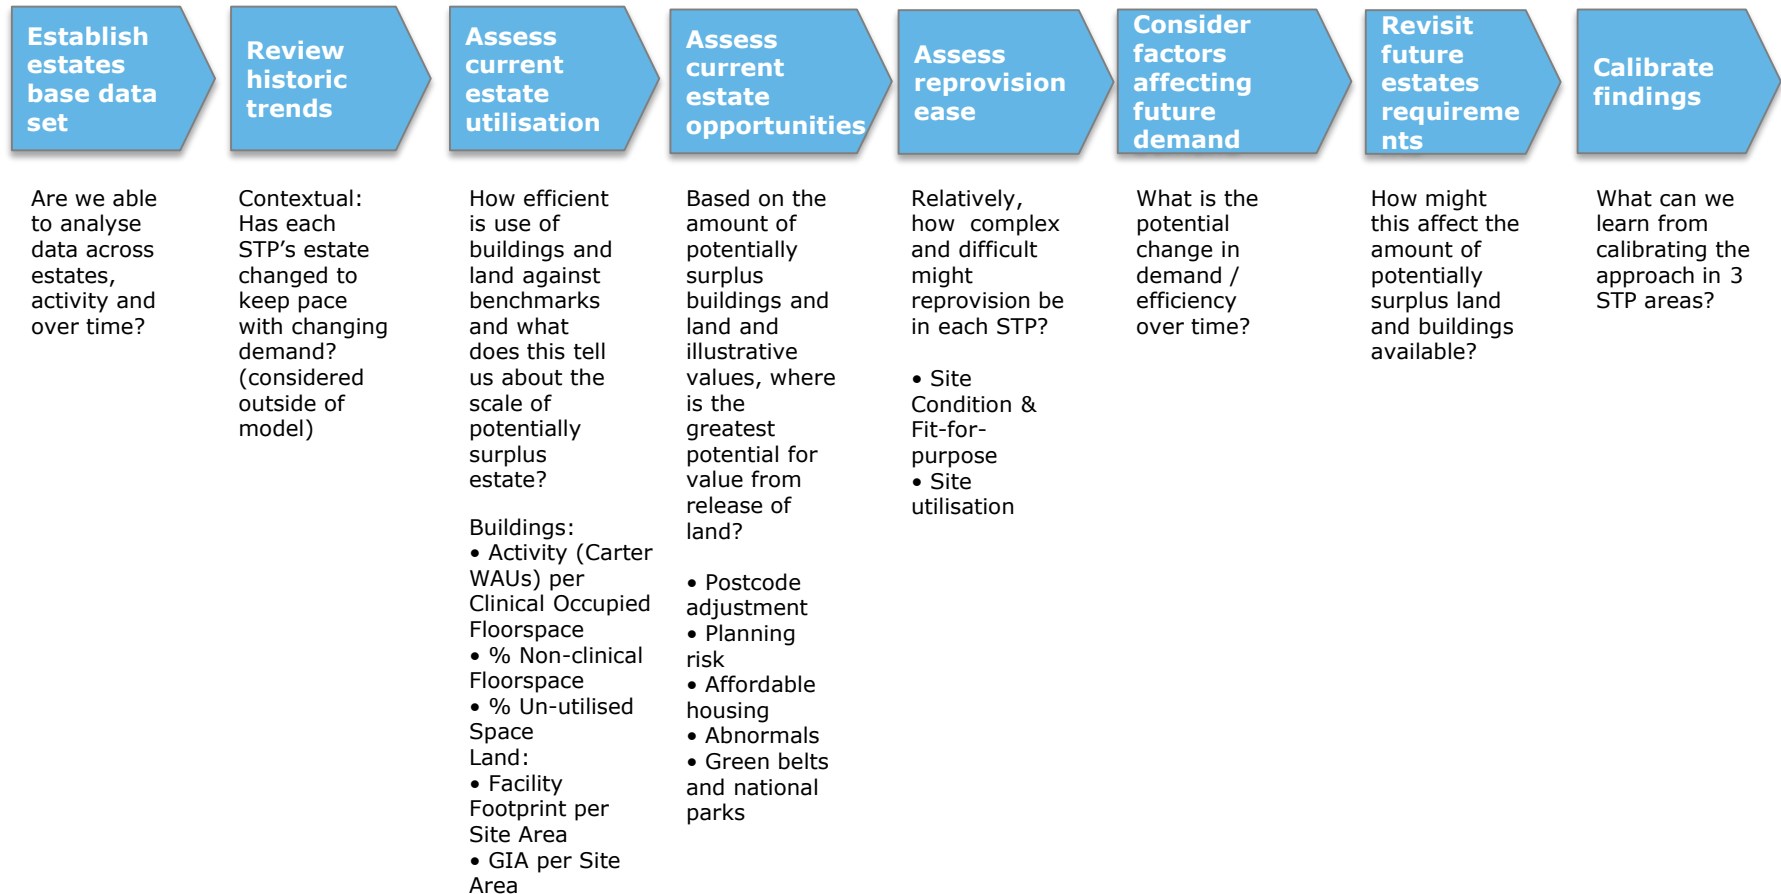 Establish
estates
base data
set
Review
historic
trends
Assess
current
estate
utilisation
Assess
current
estate
opportunities
Assess
reprovision
ease
Consider
factors
affecting
future
demand
Revisit
future
estates
requireme
nts
Calibrate
findings
Are we able
to analyse
data across
estates,
activity and
over time?
Contextual:
Has each
STP’s estate
changed to
keep pace
with changing
demand?
(considered
outside of
model)
How efficient
is use of
buildings and
land against
benchmarks
and what
does this tell
us about the
scale of
potentially
surplus
estate?
Buildings:
• Activity (Carter
WAUs) per
Clinical Occupied
Floorspace
• % Non-clinical
Floorspace
• % Un-utilised
Space
Land:
• Facility
Footprint per
Site Area
• GIA per Site
Area
Based on the
amount of
potentially
surplus
buildings and
land and
illustrative
values, where
is the
greatest
potential for
value from
release of
land?
• Postcode
adjustment
• Planning
risk
• Affordable
housing
• Abnormals
• Green belts
and national
parks
Relatively,
how complex
and difficult
might
reprovision be
in each STP?
• Site
Condition &
Fit-for-
purpose
• Site
utilisation
What is the
potential
change in
demand /
efficiency
over time?
How might
this affect the
amount of
potentially
surplus land
and buildings
available?
What can we
learn from
calibrating the
approach in 3
STP areas?